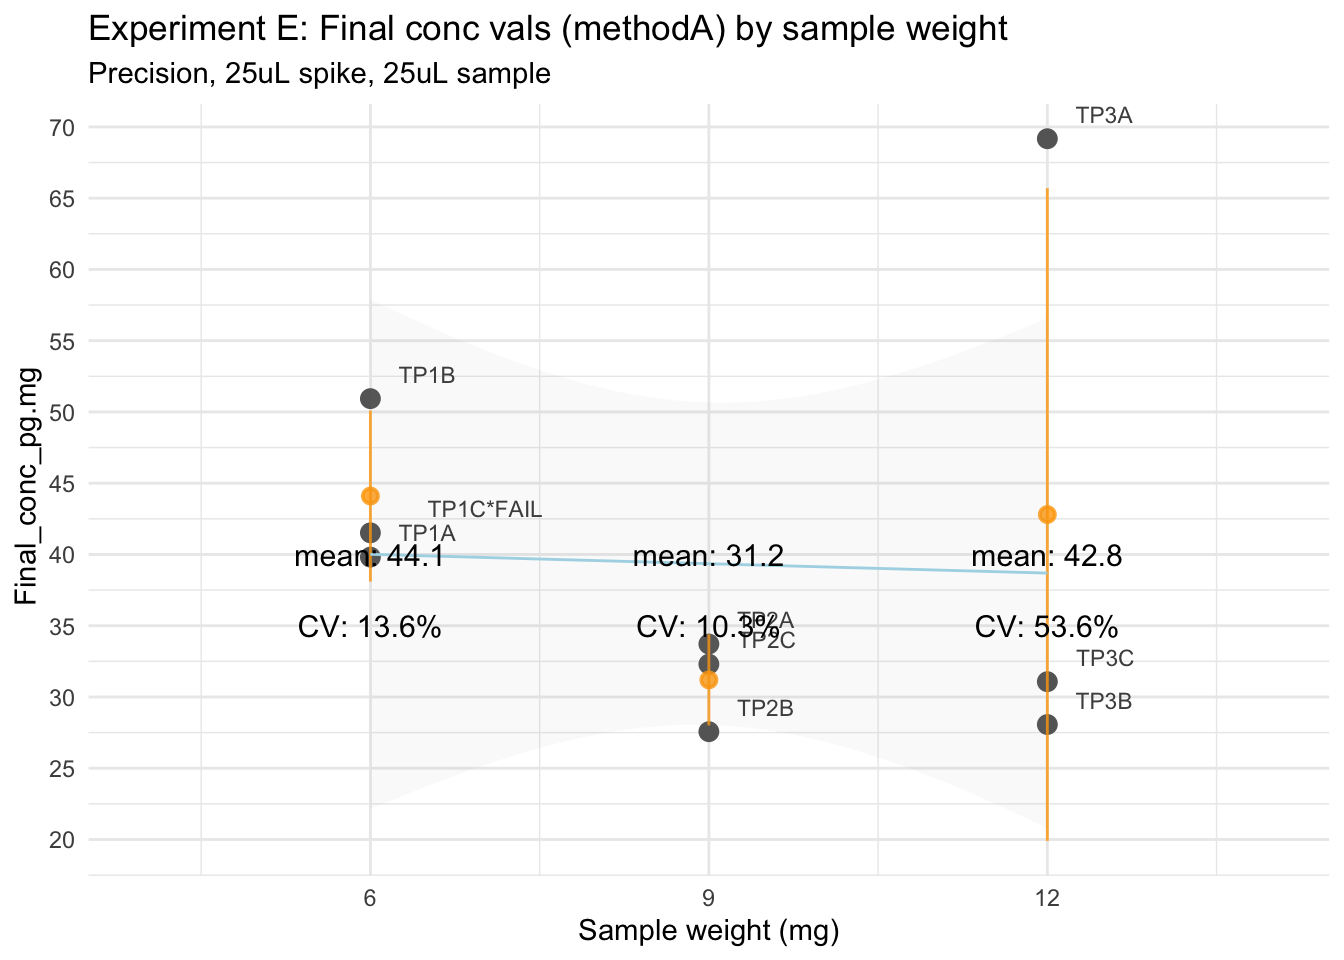 Experiment E: Final conc vals (methodA) by sample weight
Precision, 25uL spike, 25uL sample
Final_conc_pg.mg
70
65
60
55
50
45
40
35
30
25
20
TP3A
TP1B
TP1C*FAIL
TP1A
mean: 44.1
mean: 31.2
mean: 42.8
TP2A
CV: 13.6%
CV: 10.3%
CV: 53.6%
TP2C
TP3C
TP2B
TP3B
6
9
12
Sample weight (mg)